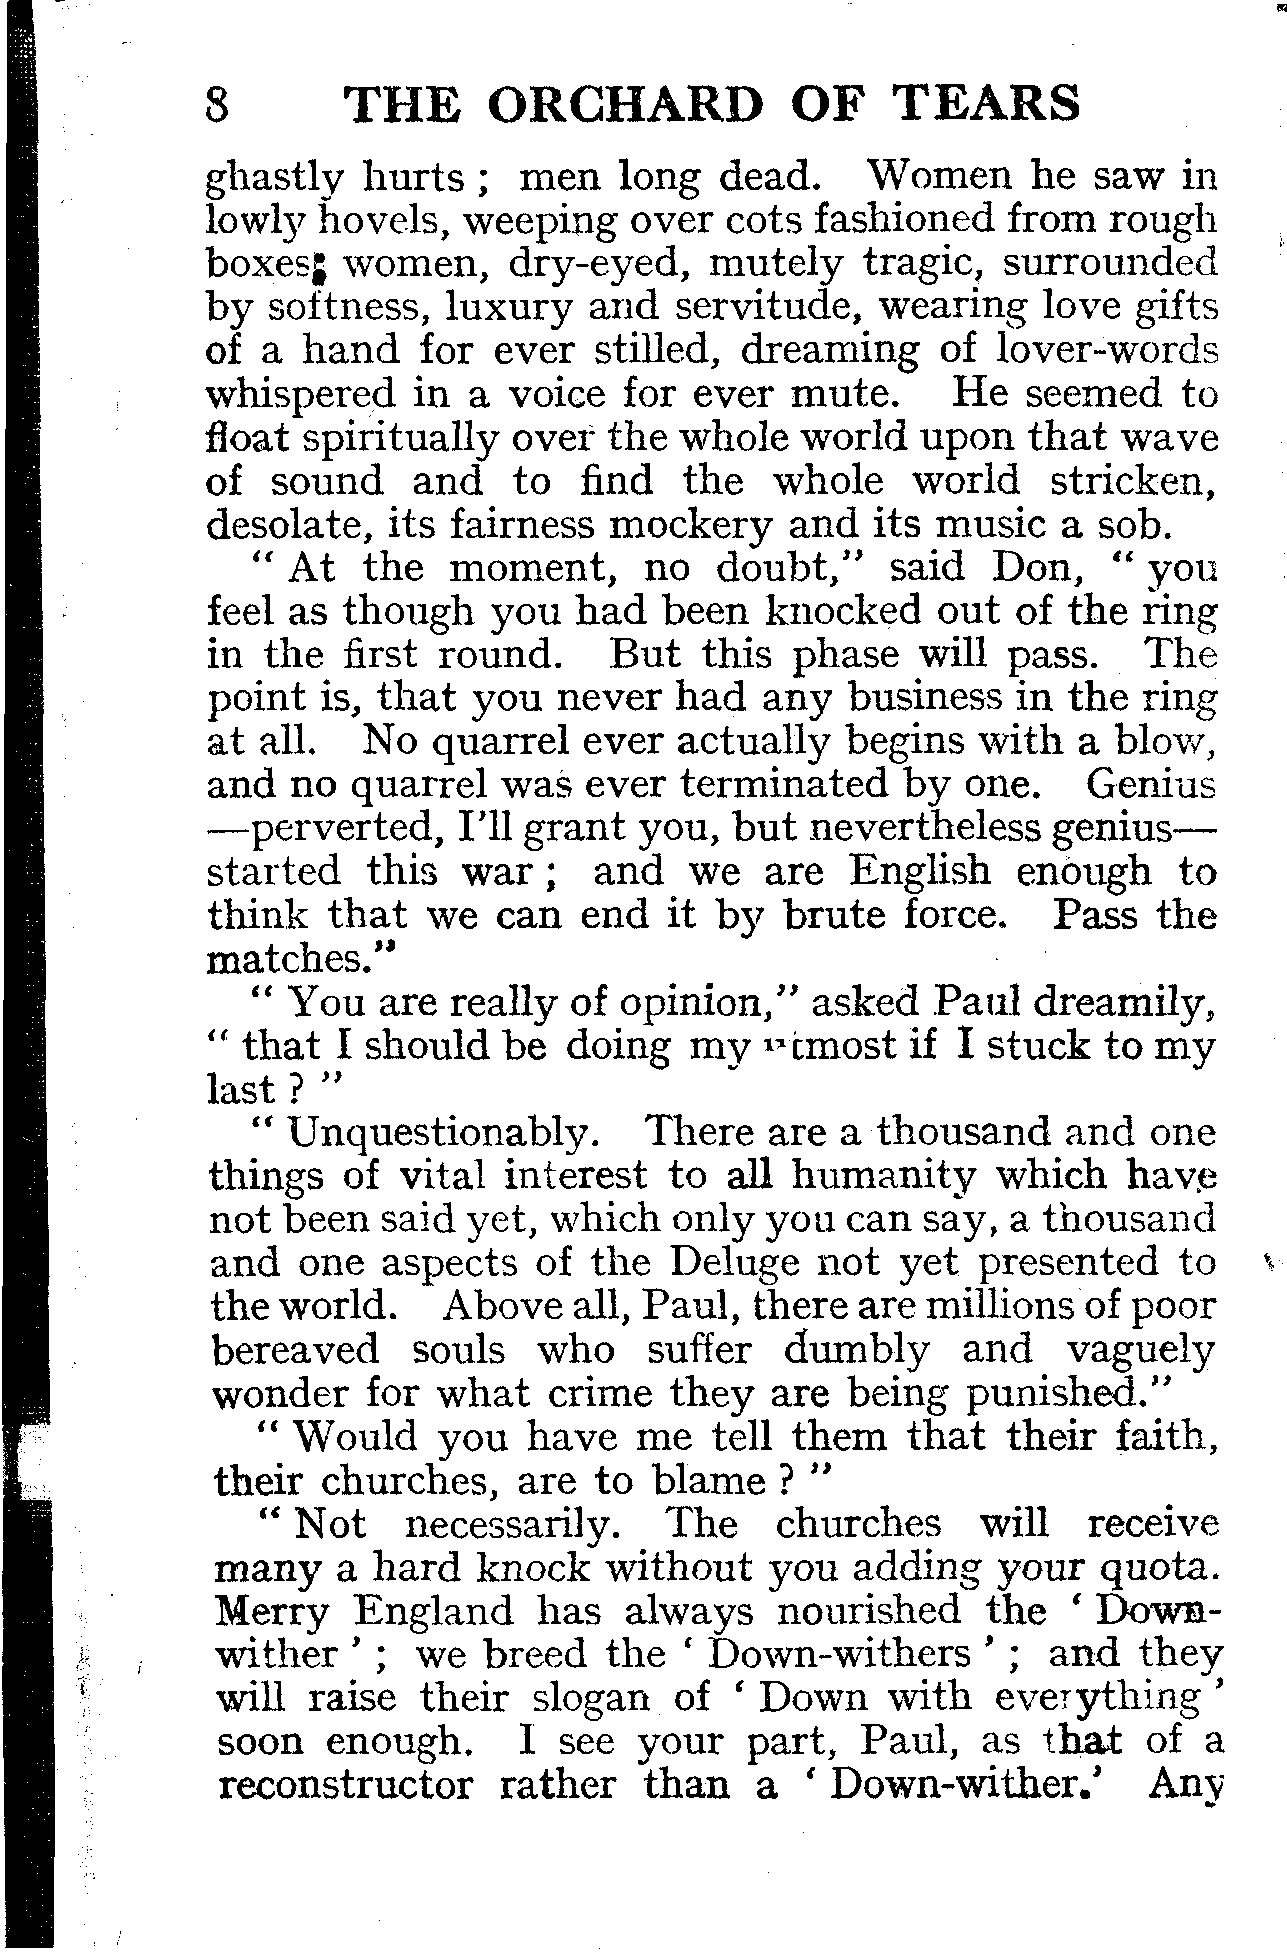 8 THE ORCHARD OF TEARS
ghastly hurts ; men long dead. Women he saw in
lowly hovels, weeping over cots fashioned from rough
boxes; women, dry-eyed, mutely tragic, surrounded
by softness, luxury and servitude, wearing love gifts
of a hand for ever stilled, dreaming of lover-words
whispered in a voice for ever mute. He seemed to
float spiritually over the whole world upon that wave
of sound and to find the whole world stricken,
desolate, its fairness mockery and its music a sob.
“ At the moment, no doubt,” said Don, “ you
feel as though you had been knocked out of the ring
in the first round. But this phase will pass. The
point is, that you never had any business in the ring
at all. No quarrel ever actually begins with a blow,
and no quarrel was ever terminated by one. Genius
—perverted, I'll grant you, but nevertheless genius—
started this war ; and we are English enough to
think that we can end it by brute force. Pass the
matches.”
“ You are really of opinion,” asked Paul dreamily,
“ that I should be doing my utmost if I stuck to my
last ? ”
“ Unquestionably. There are a thousand and one
things of vital interest to all humanity which have
not been said yet, which only you can say, a thousand
and one aspects of the Deluge not yet presented to
the world. Above all, Paul, there are millions of poor
bereaved souls who suffer dumbly and vaguely
wonder for what crime they are being punished.”
“ Would you have me tell them that their faith,
their churches, are to blame ? ”
“ Not necessarily. The churches will receive
many a hard knock without you adding your quota.
Merry England has always nourished the ‘ Down-
wither ’ ; we breed the ‘ Down-withers ’ ; and they
will raise their slogan of ‘ Down with everything ’
soon enough. I see your part, Paul, as that of a
reconstructor rather than a ‘ Down-wither.’ Any